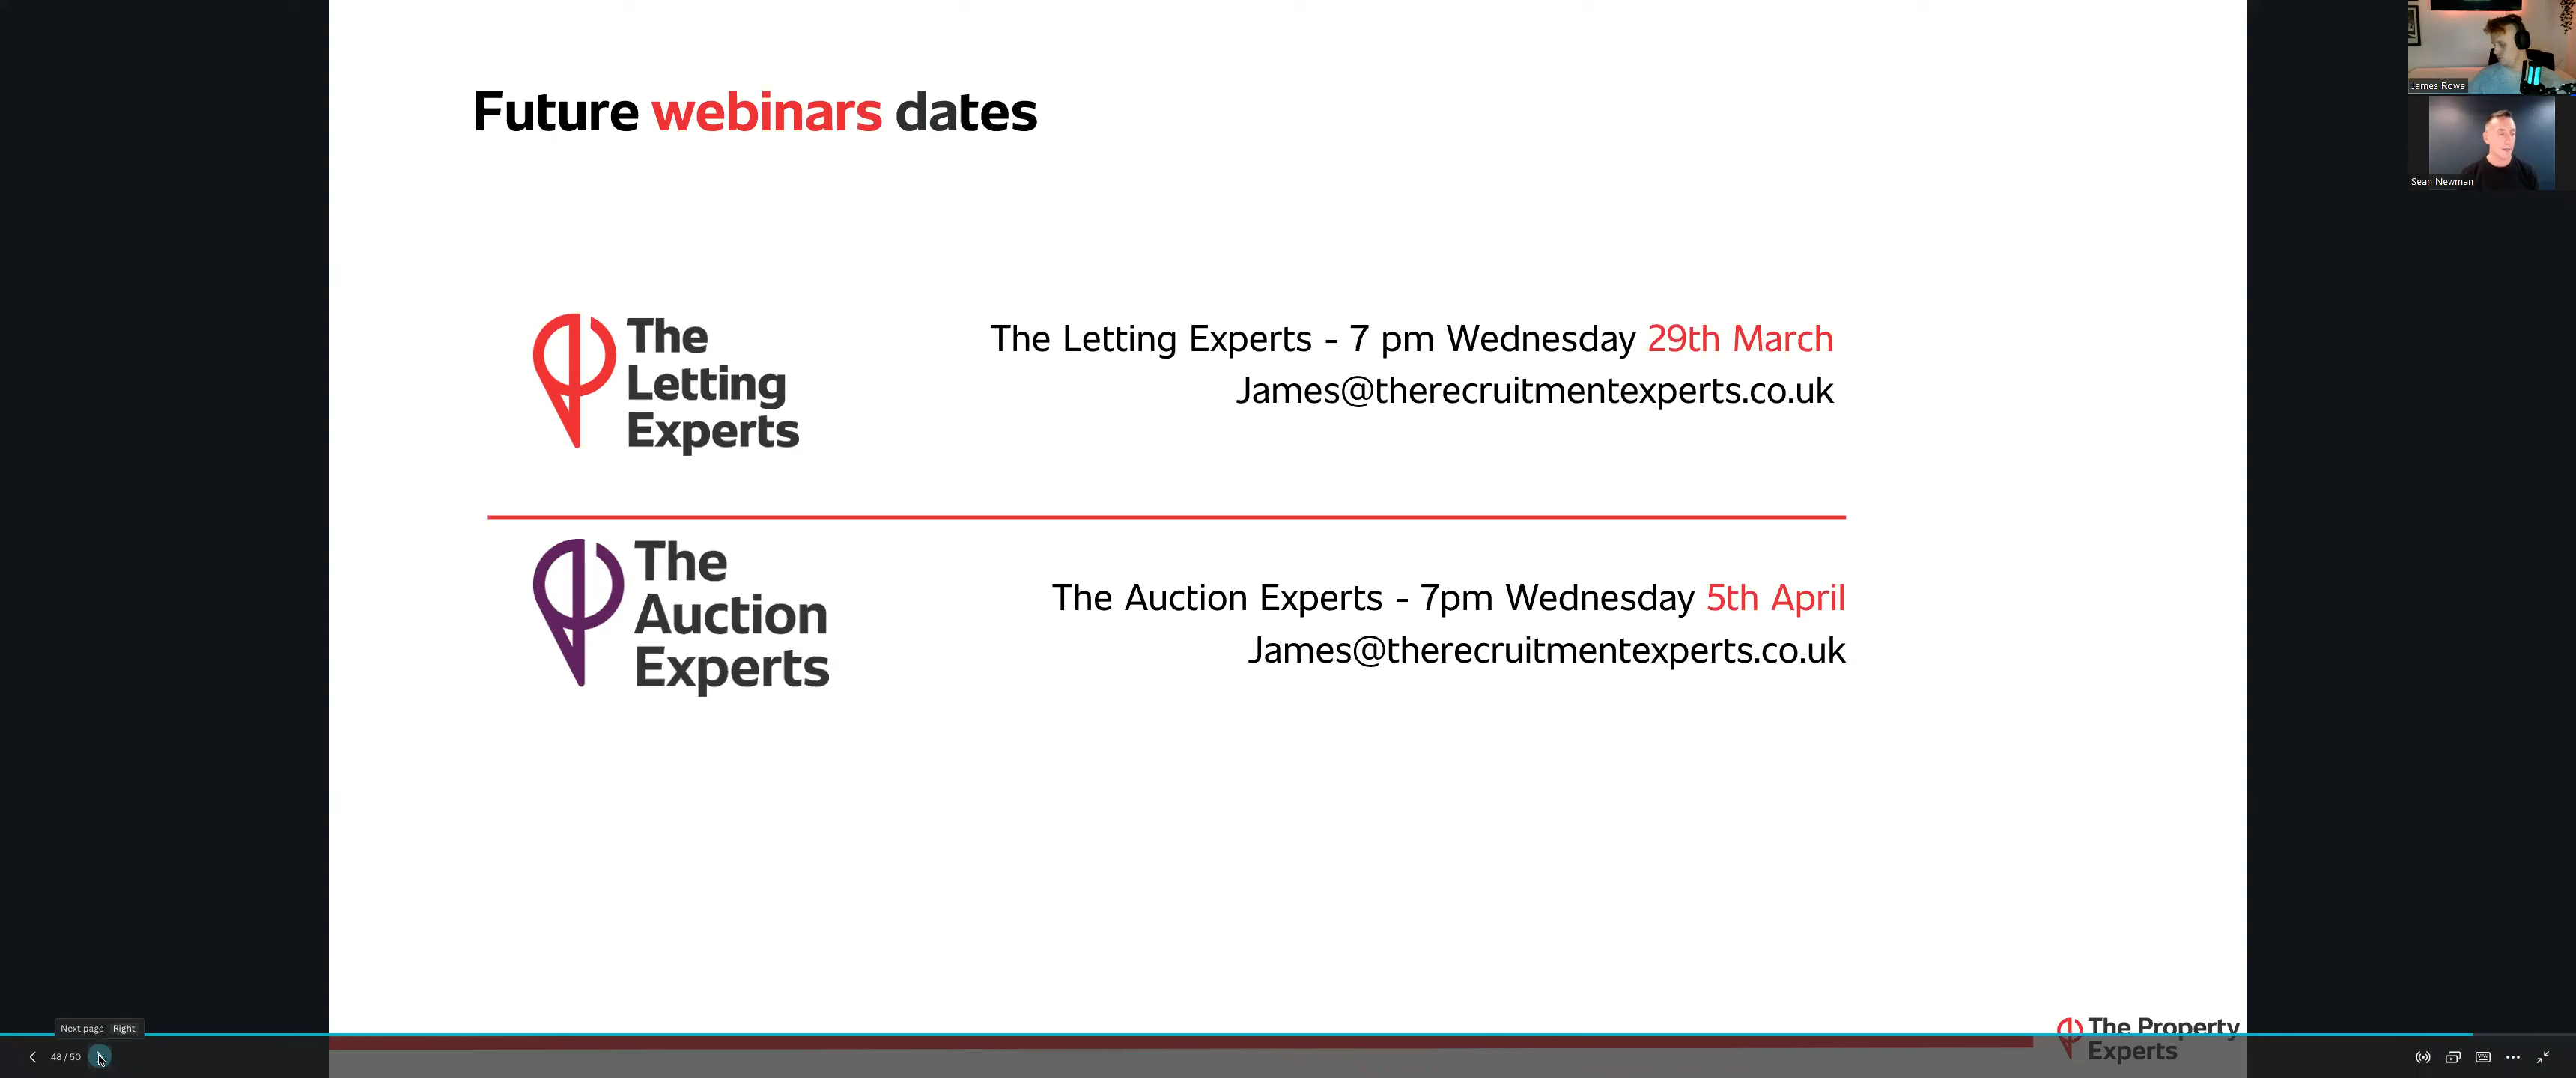 Future webinars dates
James Rowe
Sean Newman
The
Letting
Experts
The Letting Experts - 7 pm Wednesday 29th March
James@therecruitmentexperts.co.uk
The
Auction
Experts
The Auction Experts - 7pm Wednesday 5th April
James@therecruitmentexperts.co.uk
The Property
Experts
Next page Right
48 / 50